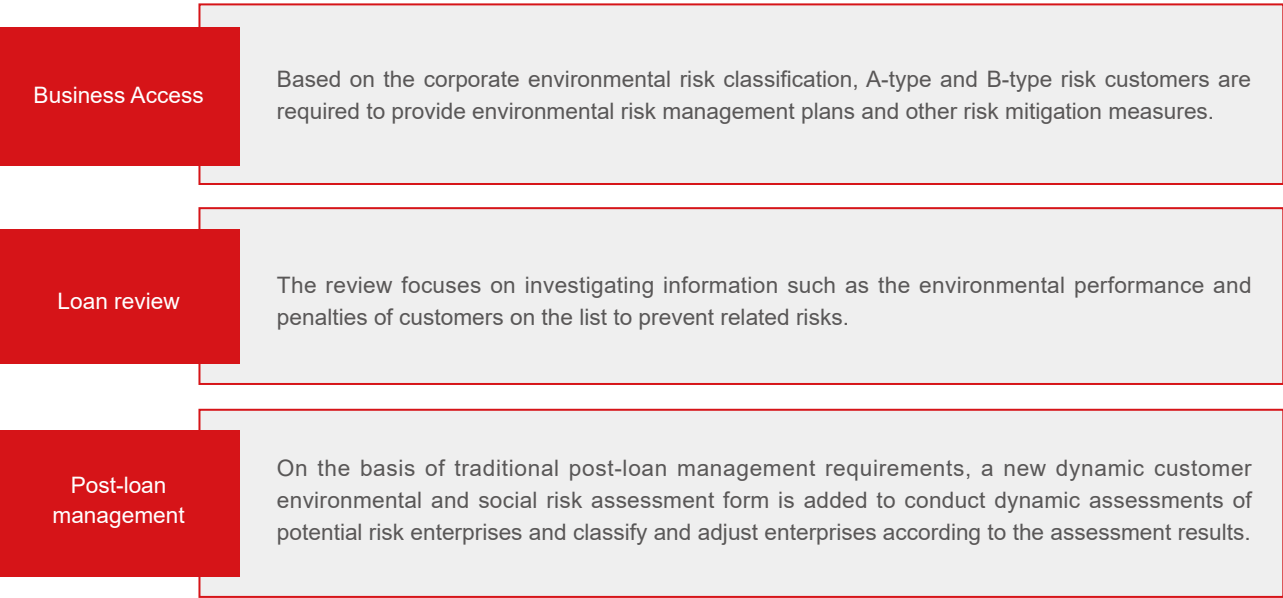 Business Access
Based on the corporate environmental risk classification, A-type and B-type risk customers are
required to provide environmental risk management plans and other risk mitigation measures.
Loan review
The review focuses on investigating information such as the environmental performance and
penalties of customers on the list to prevent related risks.
Post-loan
management
On the basis of traditional post-loan management requirements, a new dynamic customer
environmental and social risk assessment form is added to conduct dynamic assessments of
potential risk enterprises and classify and adjust enterprises according to the assessment results.